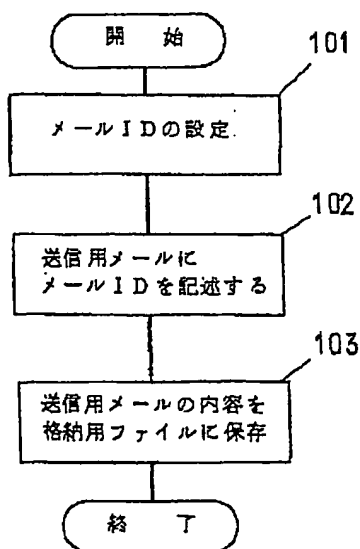 開 始
101
メールIDの設定
102
送信用メールに
メールIDを記述する
103
送信用メールの内容を
格納用ファイルに保存
終 了